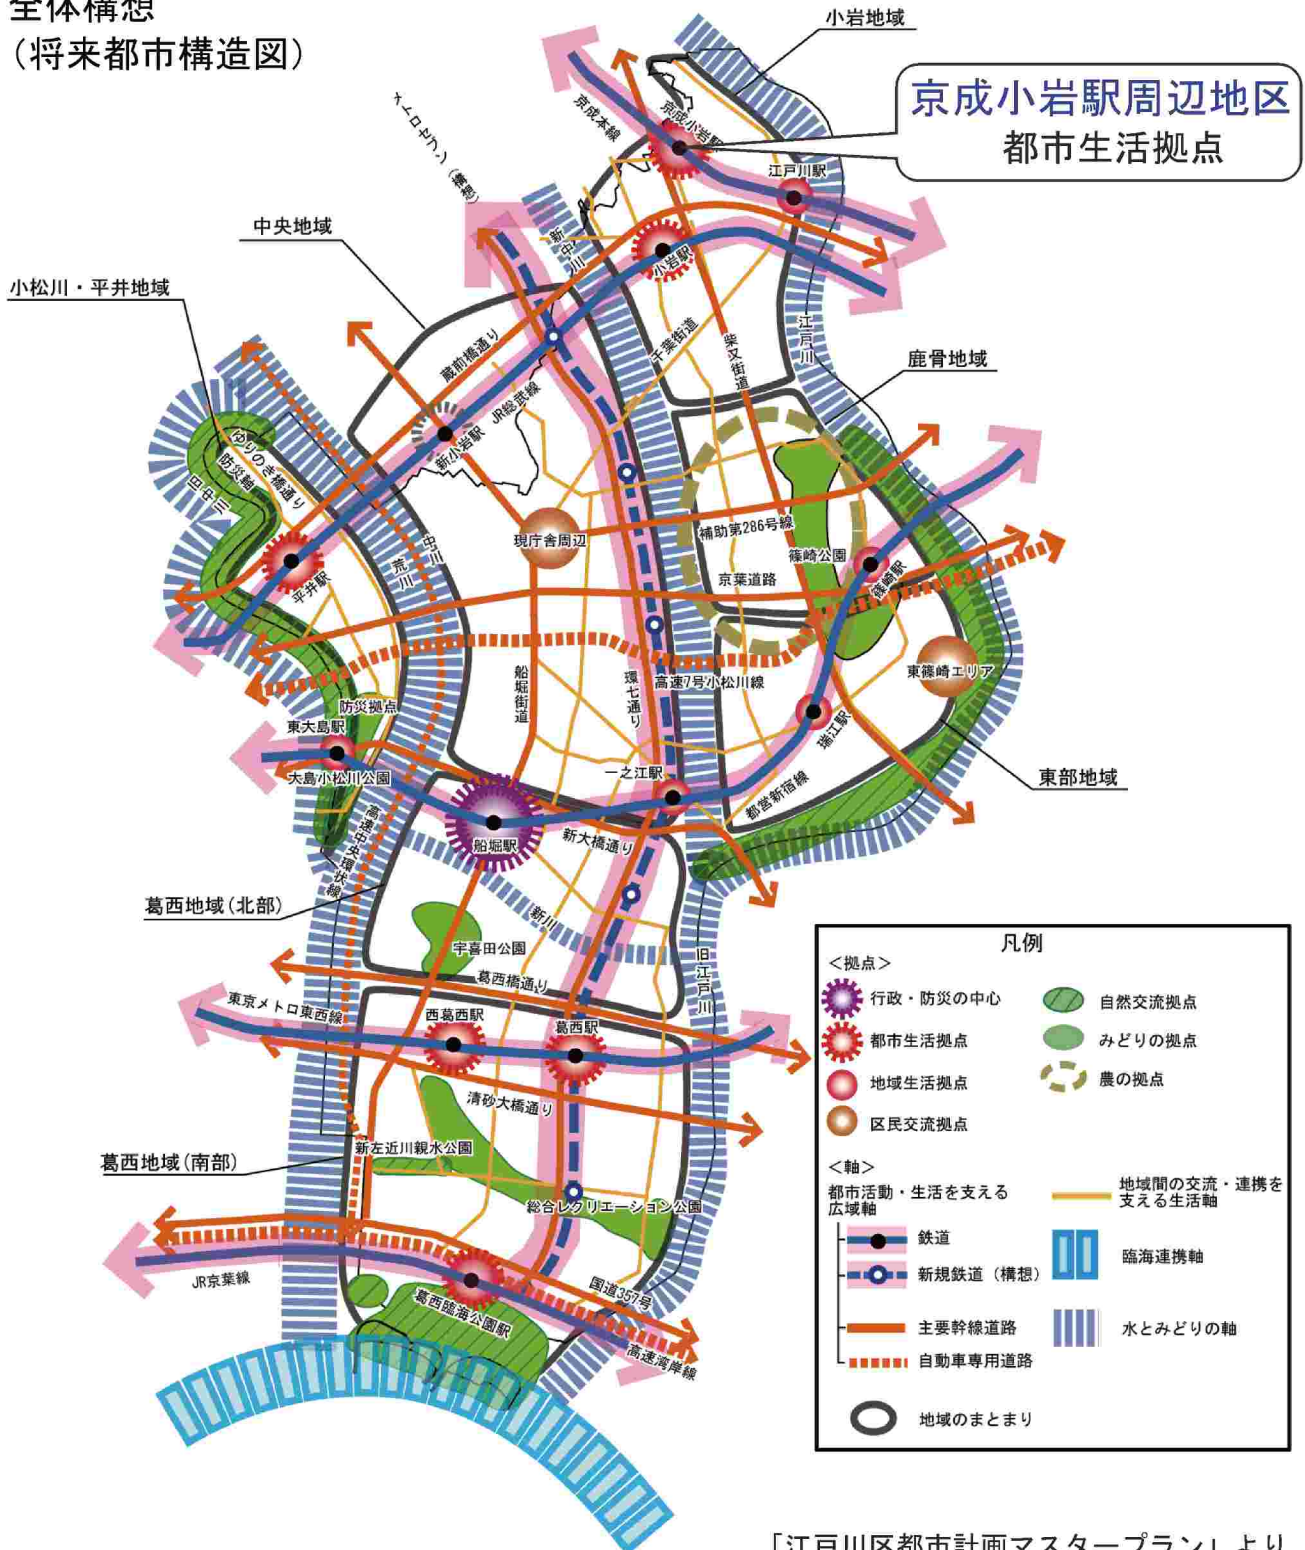 全体構想
（将来都市構造図）
小岩地域
京成小岩駅周辺地区
都市生活拠点
京成本線
京成小岩駅
江戸川駅
メトロセブン（構想）
新中川
小岩駅
中央地域
小松川・平井地域
江戸川
千葉街道
柴又街道
鹿骨地域
蔵前橋通り
JR総武線
新小岩駅
ゆりのき橋通り
防災軸
旧中川
中川
荒川
平井駅
現庁舎周辺
補助第286号線
篠崎公園
京葉道路
篠崎駅
東篠崎エリア
船堀街道
環七通り
高速7号小松川線
防災拠点
東大島駅
大島小松川公園
瑞江駅
一之江駅
都営新宿線
東部地域
高速中央環状線
船堀駅
新大橋通り
葛西地域(北部)
新川
宇喜田公園
旧江戸川
葛西橋通り
東京メトロ東西線
西葛西駅
葛西駅
清砂大橋通り
新左近川親水公園
葛西地域(南部)
総合レクリエーション公園
JR京葉線
国道357号
葛西臨海公園駅
高速湾岸線
凡例
＜拠点＞
行政・防災の中心
都市生活拠点
地域生活拠点
区民交流拠点
自然交流拠点
みどりの拠点
農の拠点
＜軸＞
都市活動・生活を支える
広域軸
鉄道
新規鉄道（構想）
主要幹線道路
自動車専用道路
地域のまとまり
地域間の交流・連携を
支える生活軸
臨海連携軸
水とみどりの軸
「江戸川区都市計画マスタープラン」より